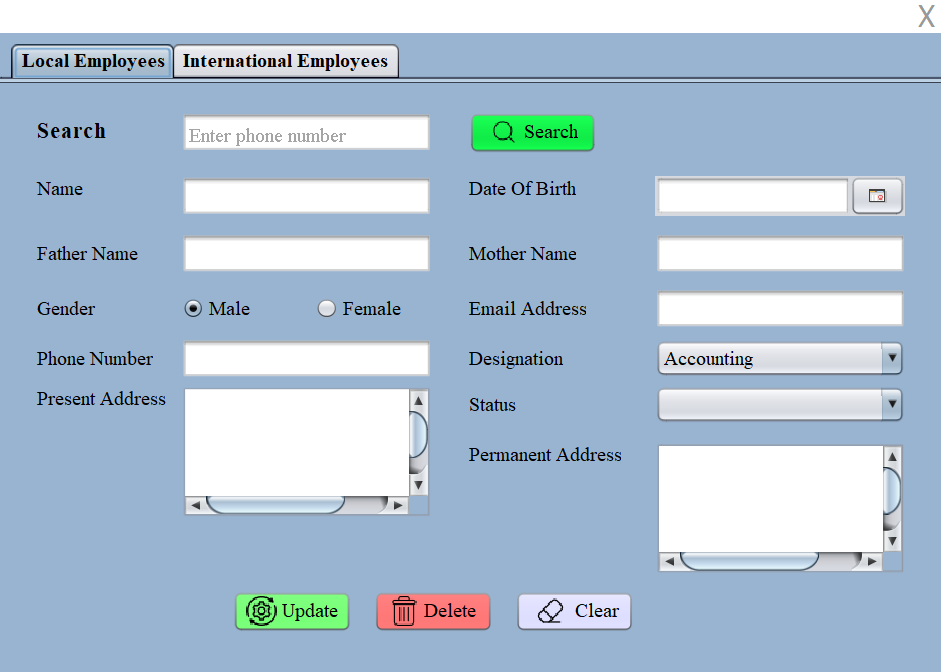 X
Local Employees International Employees
Search Enter phone number Search
Name Date Of Birth
Father Name Mother Name
Gender Male Female Email Address
Phone Number Designation Accounting
Present Address Status
Permanent Address
Update Delete Clear